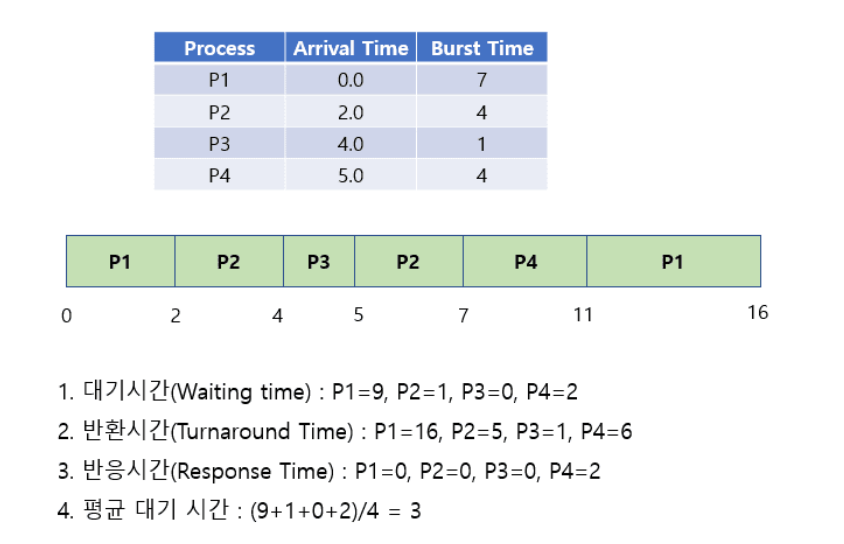 Process Arrival Time Burst Time
P1 0.0 7
P2 2.0 4
P3 4.0 1
P4 5.0 4
P1 P2 P3 P2 P4 P1
0 2 4 5 7 11 16
1. 대기시간(Waiting time) : P1=9, P2=1, P3=0, P4=2
2. 반환시간(Turnaround Time) : P1=16, P2=5, P3=1, P4=6
3. 반응시간(Response Time) : P1=0, P2=0, P3=0, P4=2
4. 평균 대기 시간 : (9+1+0+2)/4 = 3